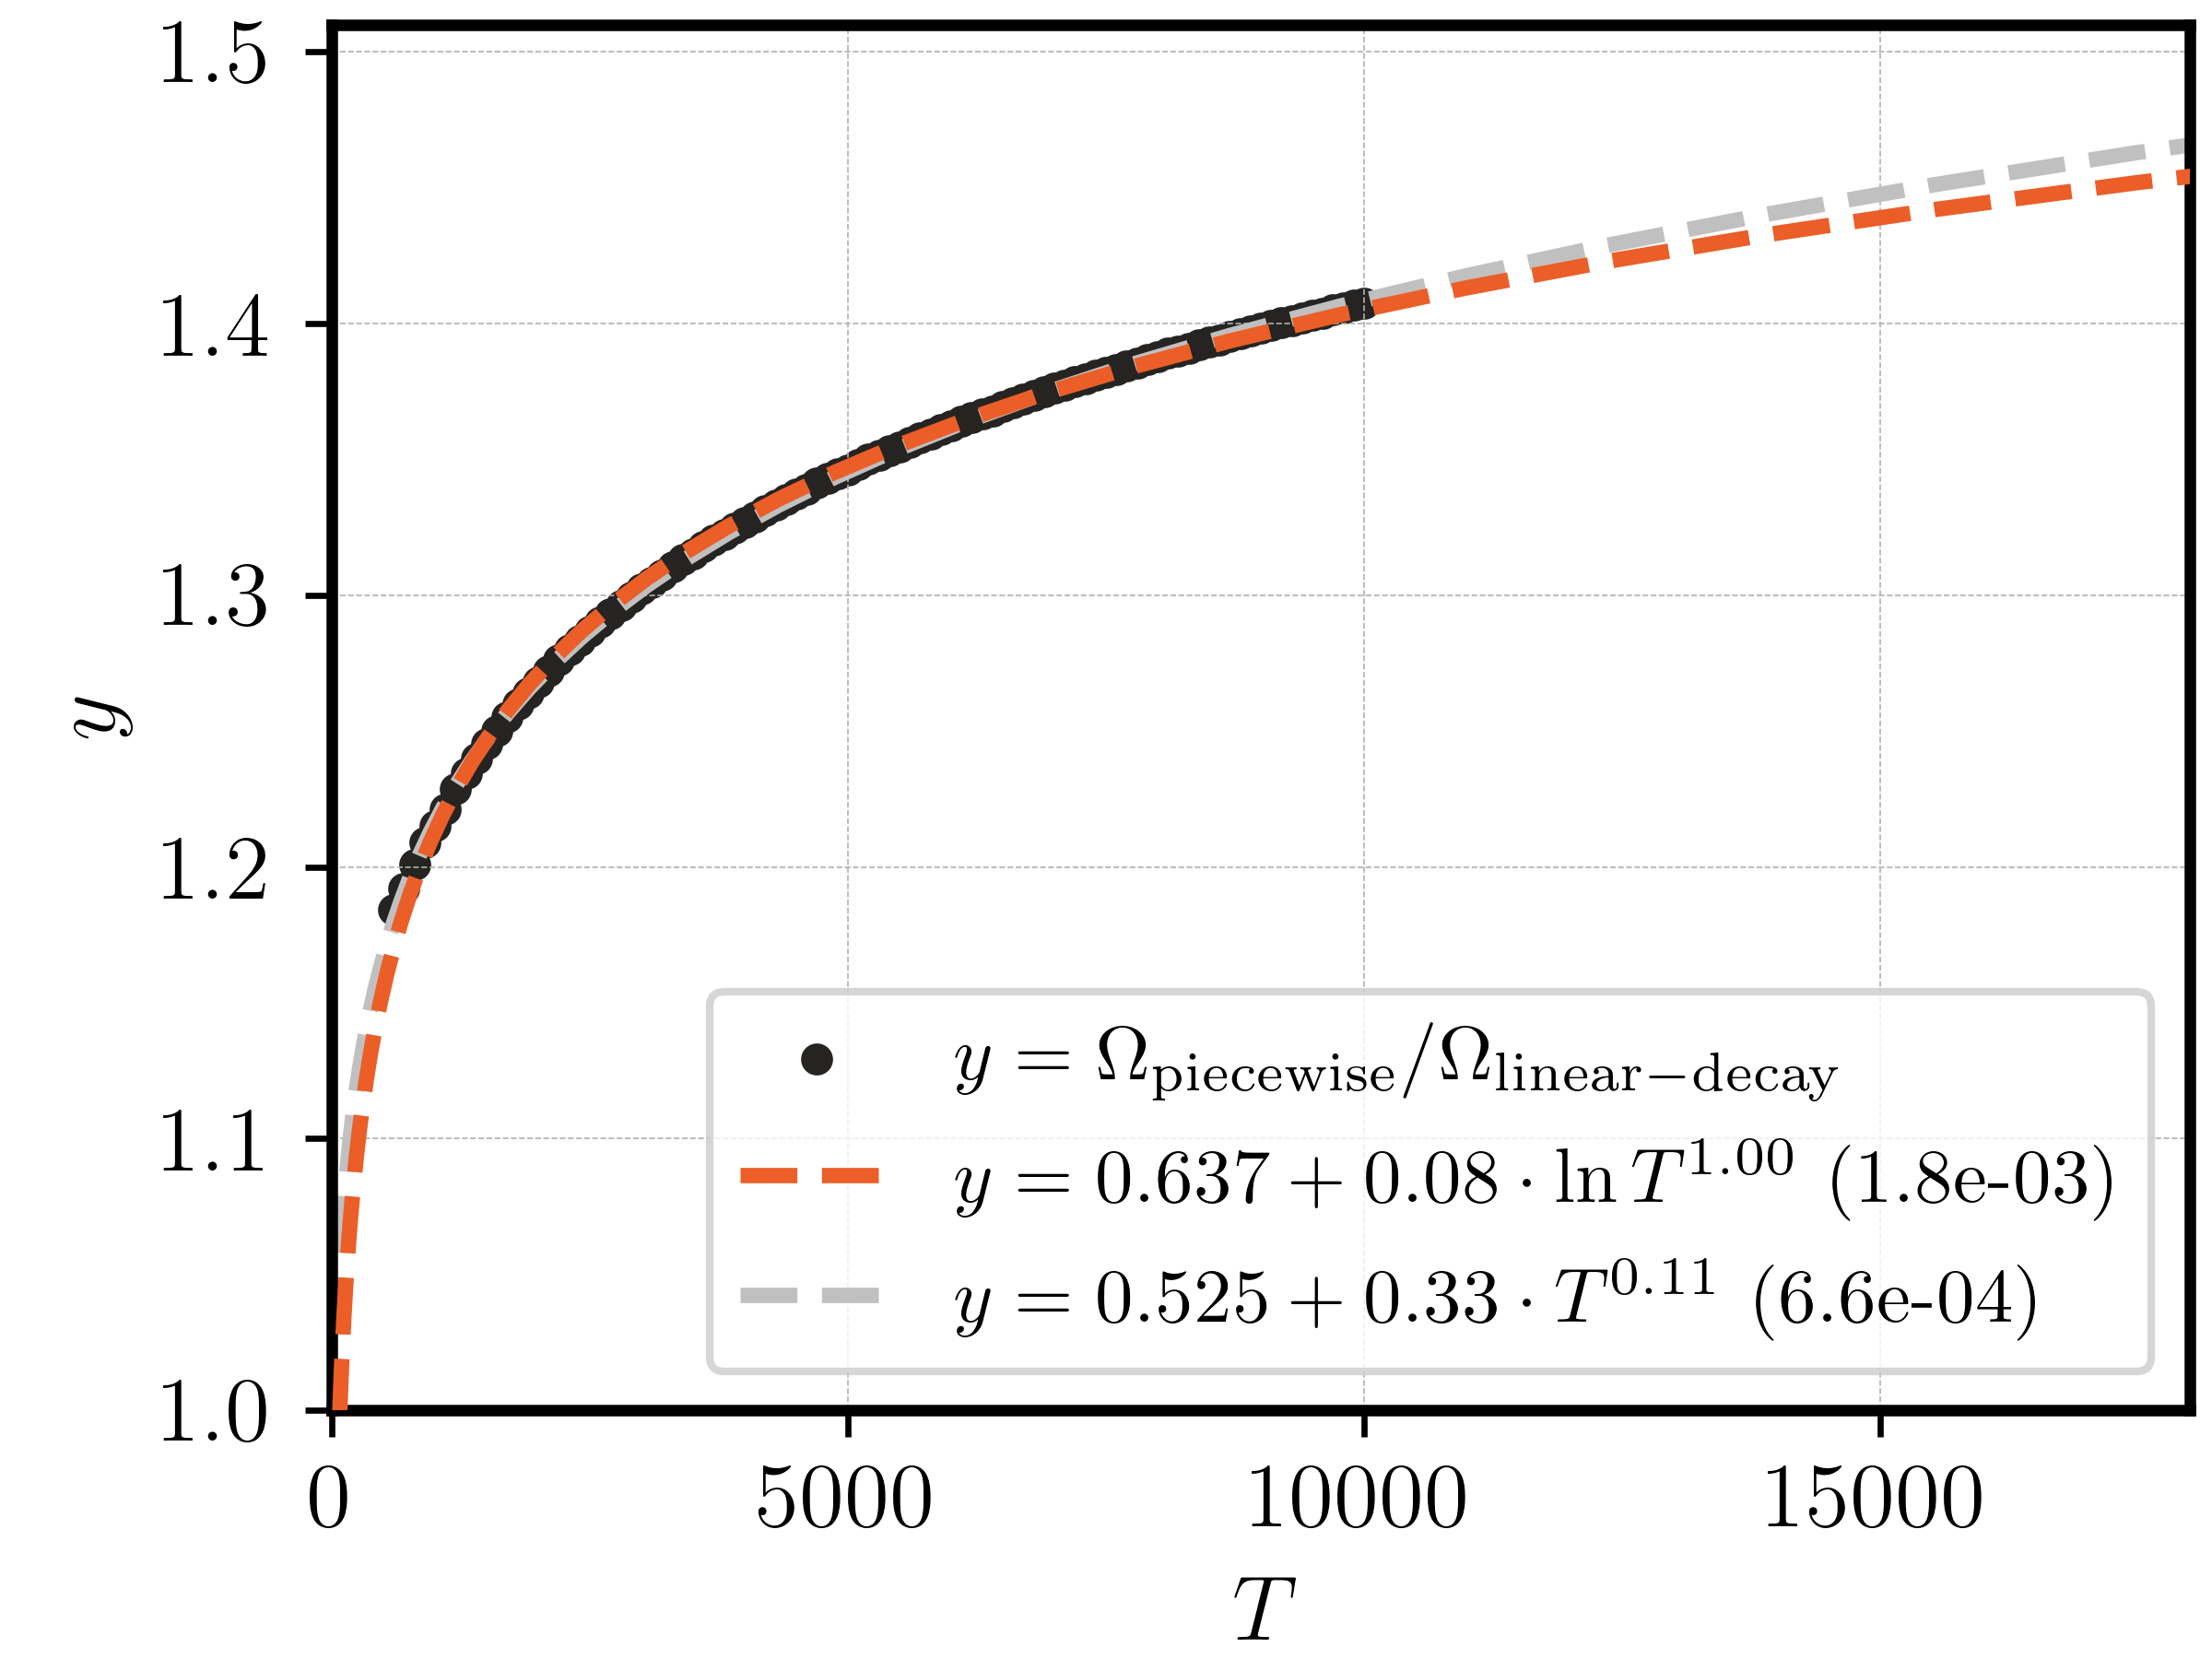 1.5
1.4
1.3
1.2
1.1
1.0
y
0 5000 10000 15000
T
y = Ω_piecewise/Ω_linear−decay
y = 0.637 + 0.08 · ln T^1.00 (1.8e-03)
y = 0.525 + 0.33 · T^0.11 (6.6e-04)